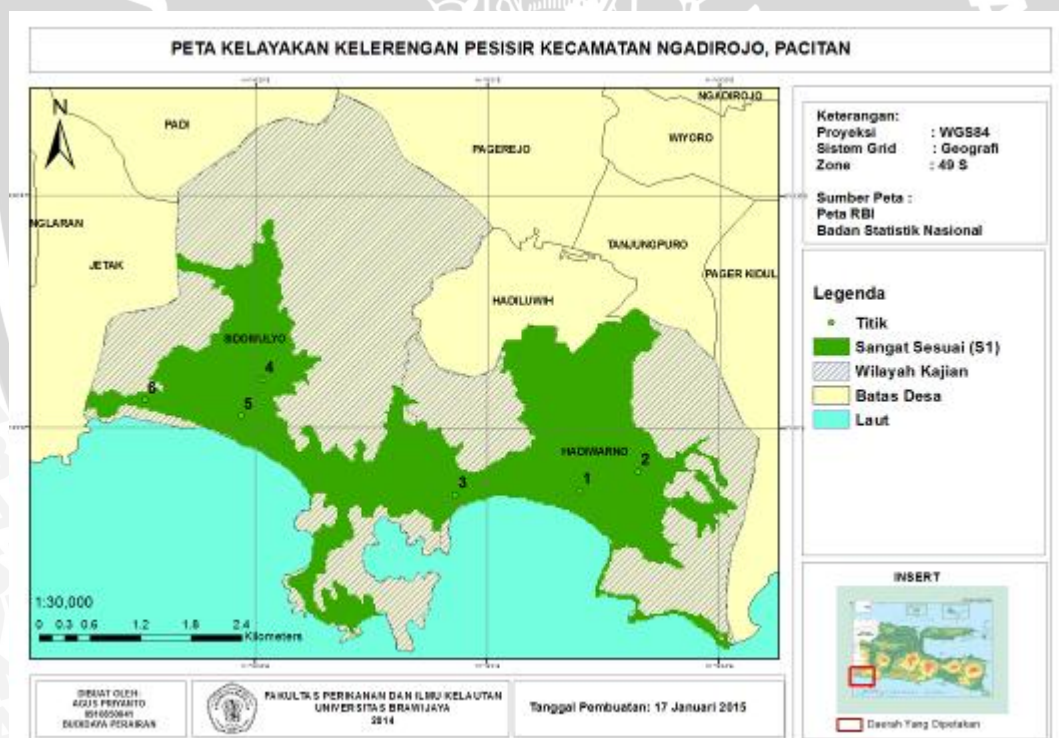 PETA KELAYAKAN KELERENGAN PESISIR KECAMATAN NGADIROJO, PACITAN
N
PADI
PAGEREJO
NGADIROJO
WIYORO
NGLARAN
JETAK
TANJUNGPURO
PAGER KIDUL
HADILUWIH
SIDOMULYO
4
6
5
HADIWARNO
2
3
1
1:30,000
0 0.3 0.6 1.2 1.8 2.4
Kilometers
Keterangan:
Proyeksi : WGS84
Sistem Grid : Geografi
Zone : 49 S
Sumber Peta :
Peta RBI
Badan Statistik Nasional
Legenda
Titik
Sangat Sesuai (S1)
Wilayah Kajian
Batas Desa
Laut
INSERT
Daerah Yang Dipetakan
DIBUAT OLEH:
AGUS PRIYANTO
BUDIDAYA PERAIRAN
FAKULTAS PERIKANAN DAN ILMU KELAUTAN
UNIVERSITAS BRAWIJAYA
2014
Tanggal Pembuatan: 17 Januari 2015